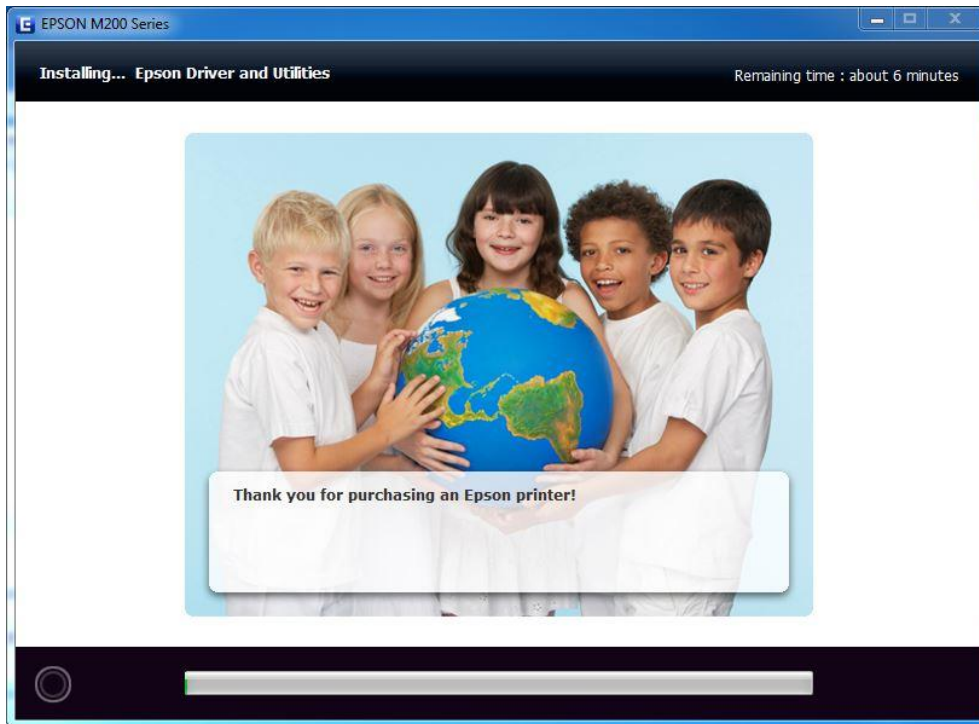 EPSON M200 Series
Installing... Epson Driver and Utilities
Remaining time : about 6 minutes
Thank you for purchasing an Epson printer!